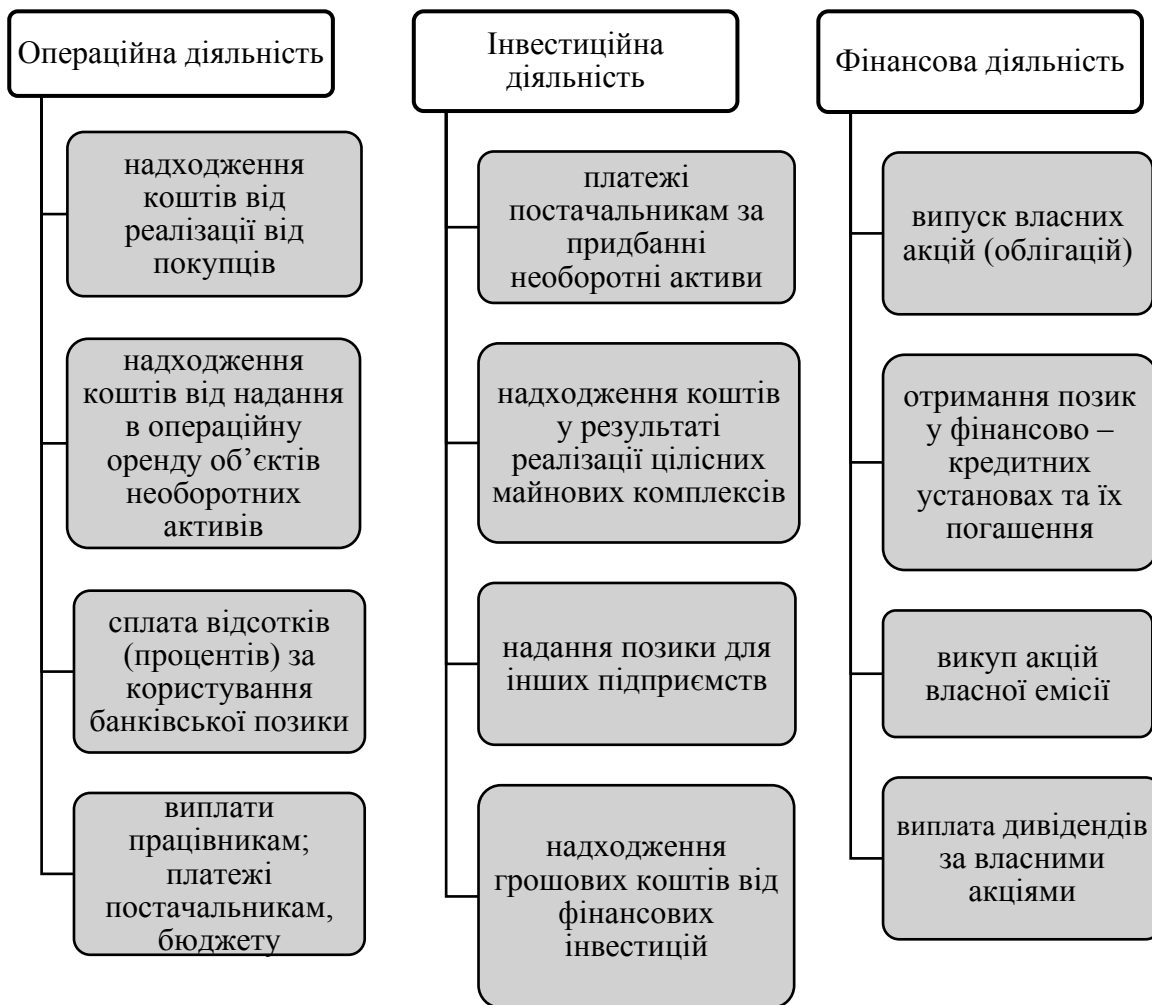 Операційна діяльність
надходження
коштів від
реалізації від
покупців
надходження
коштів від надання
в операційну
оренду об’єктів
необоротних
активів
сплата відсотків
(процентів) за
користування
банківської позики
виплати
працівникам;
платежі
постачальникам,
бюджету
Інвестиційна
діяльність
платежі
постачальникам за
придбанні
необоротні активи
надходження коштів
у результаті
реалізації цілісних
майнових комплексів
надання позики для
інших підприємств
надходження
грошових коштів від
фінансових
інвестицій
Фінансова діяльність
випуск власних
акцій (облігацій)
отримання позик
у фінансово –
кредитних
установах та їх
погашення
викуп акцій
власної емісії
виплата дивідендів
за власними
акціями